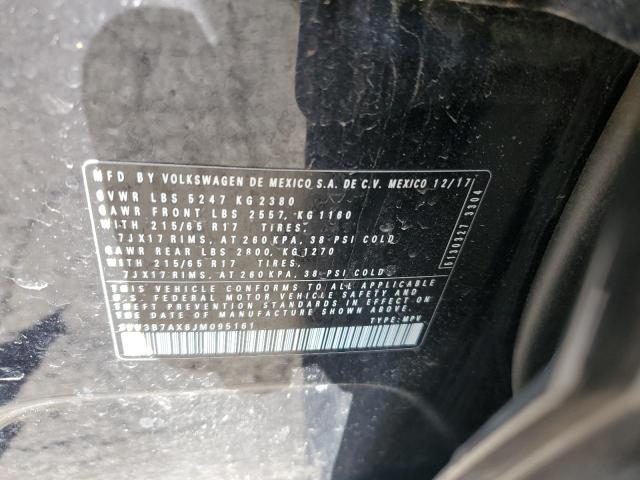 MFD BY VOLKSWAGEN DE MEXICO S.A. DE C.V. MEXICO 12/17
GVWR LBS 5247 KG 2380
GAWR FRONT LBS 2557, KG 1160
WITH 215/65 R17 TIRES,
7JX17 RIMS, AT 260 KPA, 38 PSI COLD
GAWR REAR LBS 2800, KG 1270
WITH 215/65 R17 TIRES,
7JX17 RIMS, AT 260 KPA, 38 PSI COLD
THIS VEHICLE CONFORMS TO ALL APPLICABLE
U.S. FEDERAL MOTOR VEHICLE SAFETY AND
THEFT PREVENTION STANDARDS IN EFFECT ON
THE DATE OF MANUFACTURE SHOWN ABOVE.
3VV3B7AX8JM095161 TYPE: MPV
5130327 3304